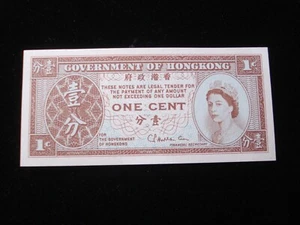 GOVERNMENT OF HONGKONG
分壹
1¢
府政港香
THESE NOTES ARE LEGAL TENDER FOR
THE PAYMENT OF ANY AMOUNT
NOT EXCEEDING ONE DOLLAR
壹分
ONE CENT
分壹
FOR
THE GOVERNMENT
OF HONGKONG
FINANCIAL SECRETARY
1¢
分壹